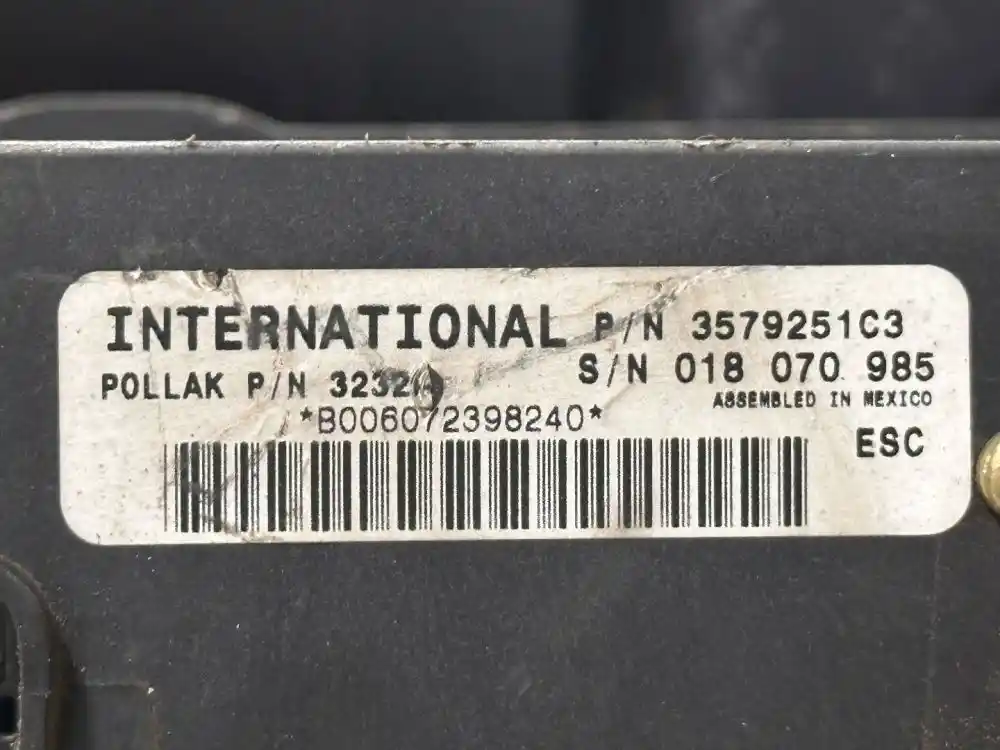 INTERNATIONAL P/N 3579251C3
POLLAK P/N S/N 018 070 985
ASSEMBLED IN MEXICO
*B006072398240*
ESC